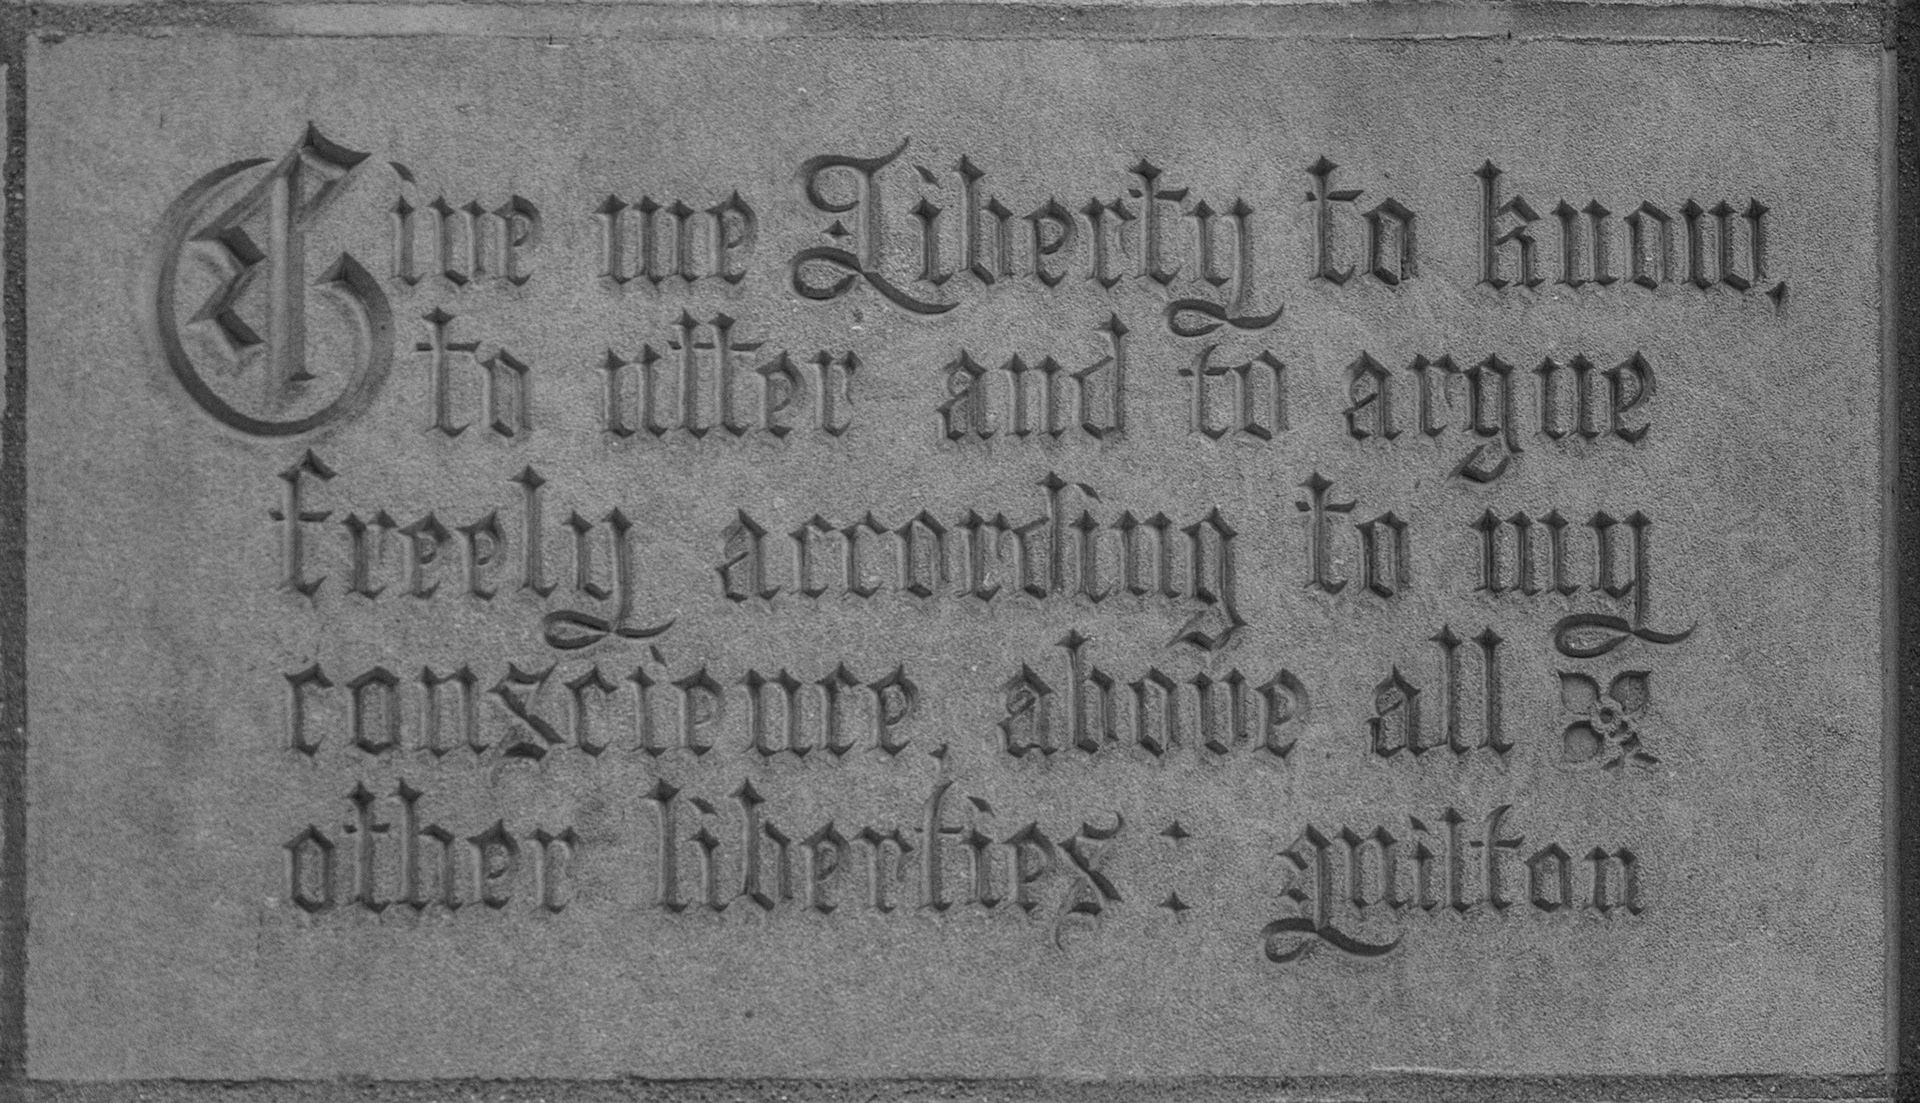 Give me Liberty to know,
to utter and to argue
freely according to my
conscience, above all
other liberties: Milton